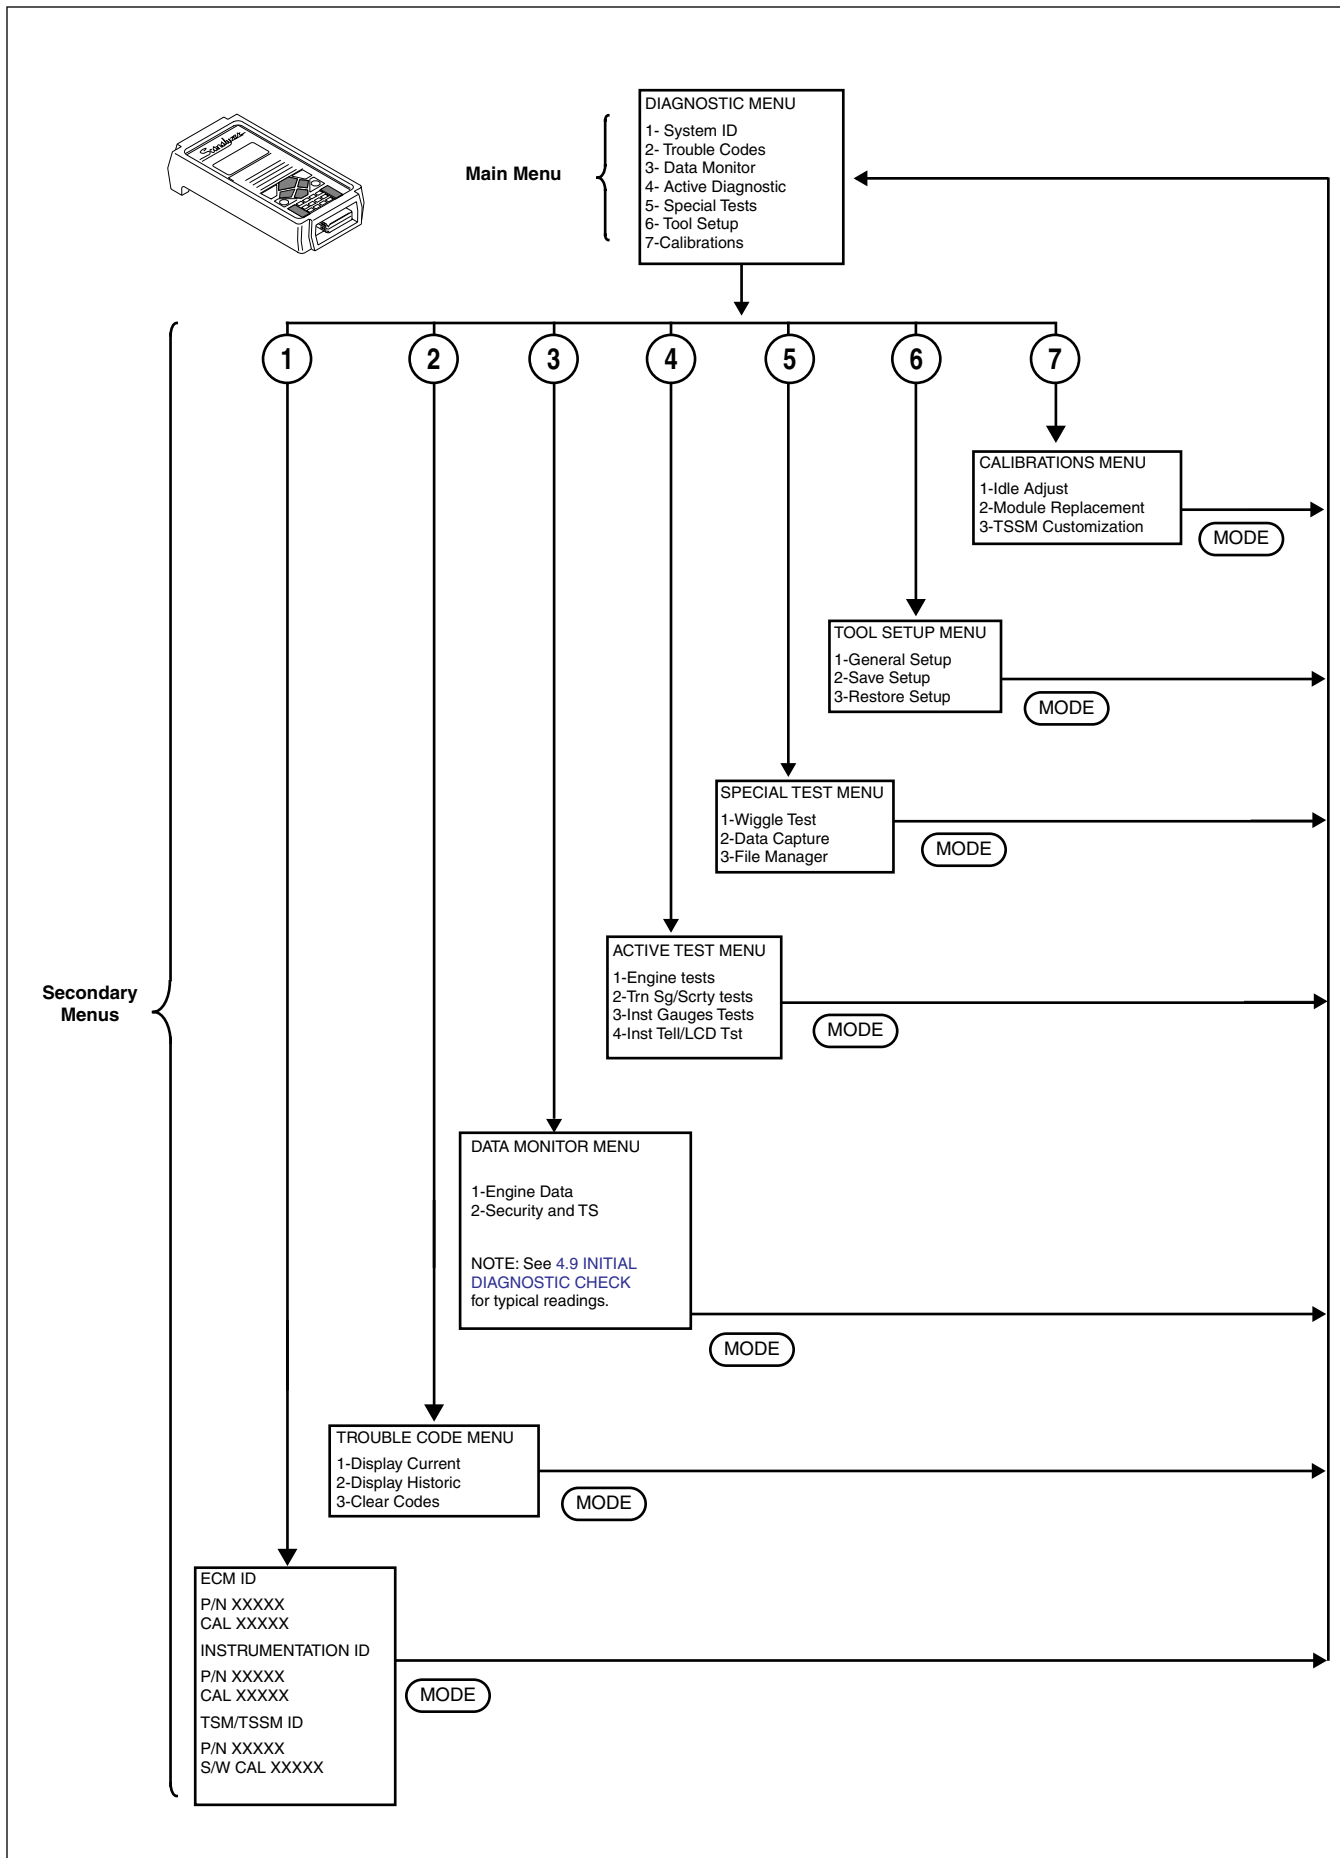 Scanalyzer
Main Menu
DIAGNOSTIC MENU
1- System ID
2- Trouble Codes
3- Data Monitor
4- Active Diagnostic
5- Special Tests
6- Tool Setup
7-Calibrations
1
2
3
4
5
6
7
CALIBRATIONS MENU
1-Idle Adjust
2-Module Replacement
3-TSSM Customization
MODE
TOOL SETUP MENU
1-General Setup
2-Save Setup
3-Restore Setup
MODE
SPECIAL TEST MENU
1-Wiggle Test
2-Data Capture
3-File Manager
MODE
Secondary
Menus
ACTIVE TEST MENU
1-Engine tests
2-Trn Sg/Scrty tests
3-Inst Gauges Tests
4-Inst Tell/LCD Tst
MODE
DATA MONITOR MENU
1-Engine Data
2-Security and TS
NOTE: See 4.9 INITIAL
DIAGNOSTIC CHECK
for typical readings.
MODE
TROUBLE CODE MENU
1-Display Current
2-Display Historic
3-Clear Codes
MODE
ECM ID
P/N XXXXX
CAL XXXXX
INSTRUMENTATION ID
P/N XXXXX
CAL XXXXX
TSM/TSSM ID
P/N XXXXX
S/W CAL XXXXX
MODE